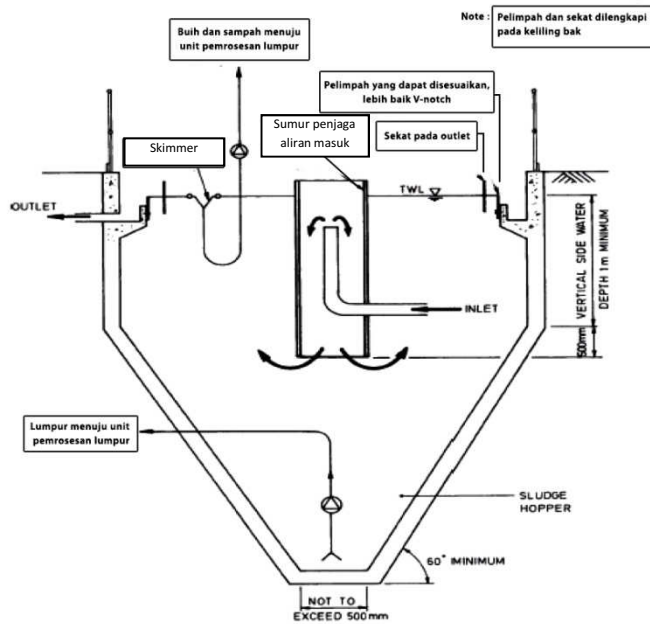 Note : Pelimpah dan sekat dilengkapi
pada keliling bak
Buih dan sampah menuju
unit pemrosesan lumpur
Pelimpah yang dapat disesuaikan,
lebih baik V-notch
Sumur penjaga
aliran masuk
Sekat pada outlet
Skimmer
TWL
OUTLET
INLET
VERTICAL SIDE WATER
DEPTH 1m MINIMUM
500mm
Lumpur menuju unit
pemrosesan lumpur
SLUDGE
HOPPER
60° MINIMUM
NOT TO
EXCEED 500mm